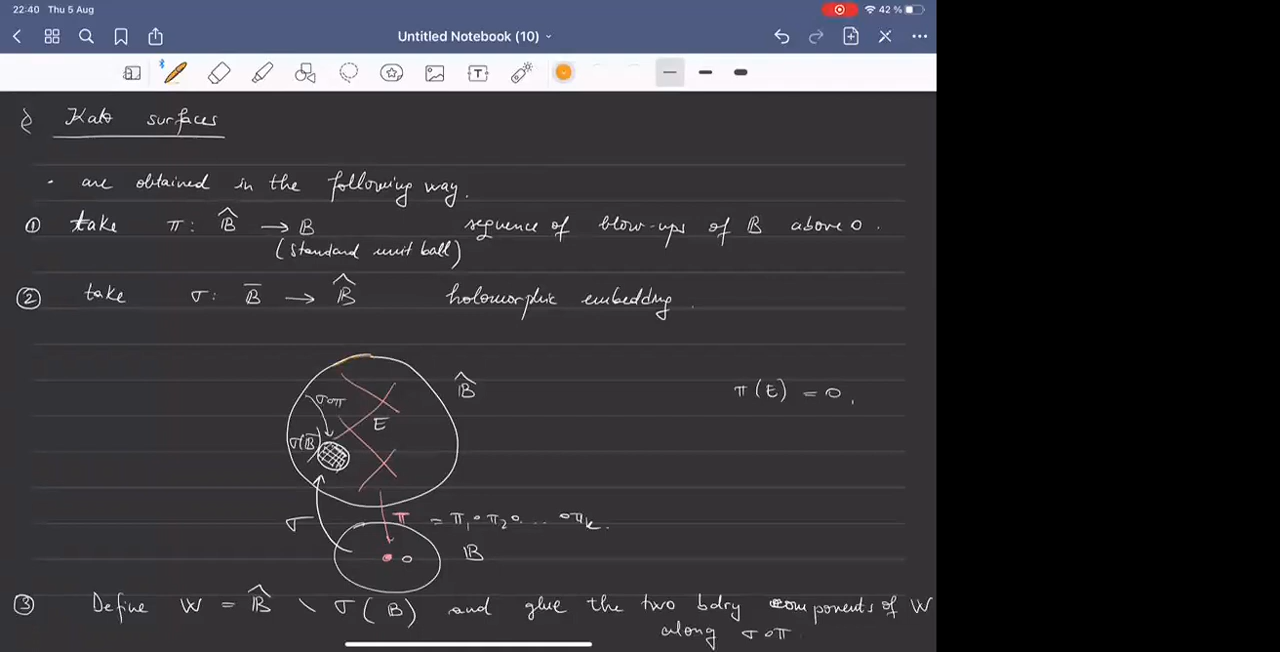 22:40 Thu 5 Aug
42 %
Untitled Notebook (10)
Kato surfaces
• are obtained in the following way.
① take π : B̂ → B sequence of blow-ups of B above 0.
(standard unit ball)
② take σ : B̅ → B̂ holomorphic embedding.
B̂
π(E) = 0,
σ∘π
E
σ(B̅)
σ
π = π₁∘π₂∘ ... ∘πₖ.
0
B
③ Define W = B̂ \ σ(B) and glue the two bdry components of W
along σ∘π